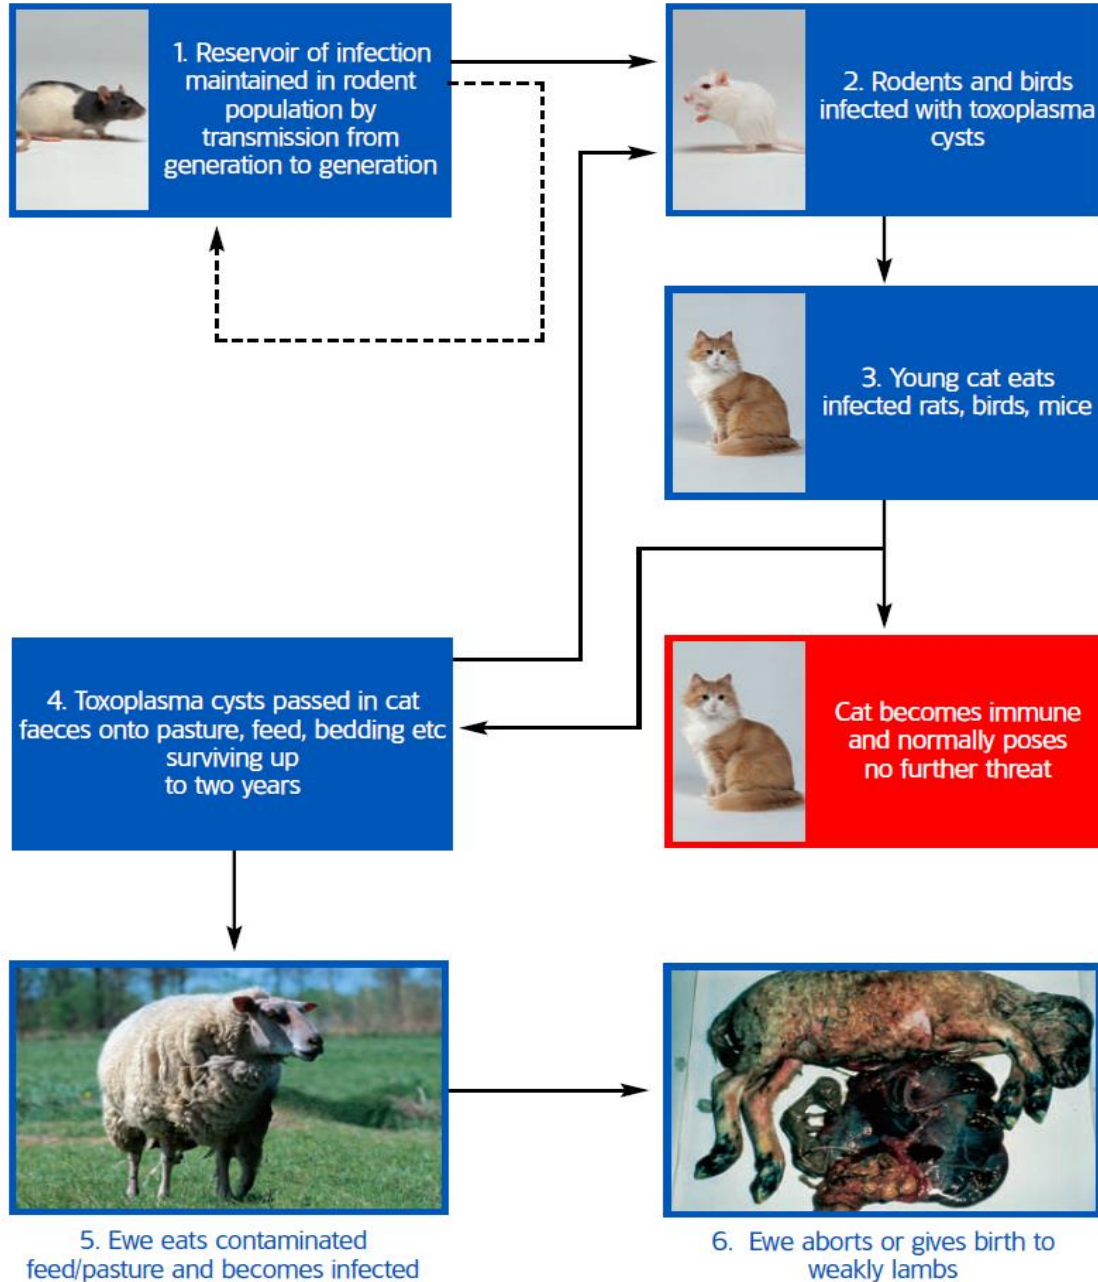 1. Reservoir of infection
maintained in rodent
population by
transmission from
generation to generation
2. Rodents and birds
infected with toxoplasma
cysts
3. Young cat eats
infected rats, birds, mice
4. Toxoplasma cysts passed in cat
faeces onto pasture, feed, bedding etc
surviving up
to two years
Cat becomes immune
and normally poses
no further threat
5. Ewe eats contaminated
feed/pasture and becomes infected
6. Ewe aborts or gives birth to
weakly lambs